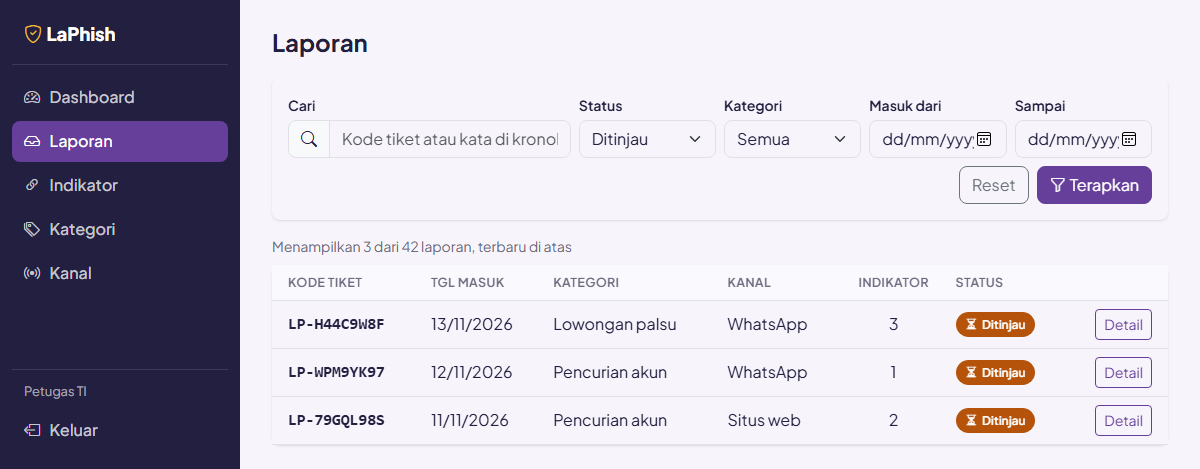 LaPhish
Dashboard
Laporan
Indikator
Kategori
Kanal
Petugas TI
Keluar
Laporan
Cari Status Kategori Masuk dari Sampai
Kode tiket atau kata di kronol Ditinjau Semua dd/mm/yyyy dd/mm/yyyy
Reset Terapkan
Menampilkan 3 dari 42 laporan, terbaru di atas
KODE TIKET TGL MASUK KATEGORI KANAL INDIKATOR STATUS
LP-H44C9W8F 13/11/2026 Lowongan palsu WhatsApp 3 Ditinjau Detail
LP-WPM9YK97 12/11/2026 Pencurian akun WhatsApp 1 Ditinjau Detail
LP-79GQL98S 11/11/2026 Pencurian akun Situs web 2 Ditinjau Detail